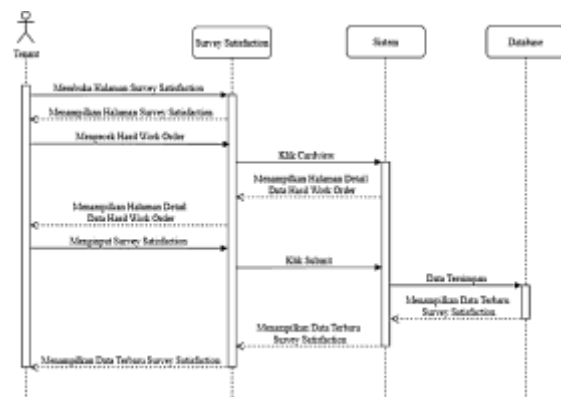 Tenant
Survey Satisfaction
Sistem
Database
Membuka Halaman Survey Satisfaction
Menampilkan Halaman Survey Satisfaction
Mengecek Hasil Work Order
Klik Cardview
Menampilkan Halaman Detail
Data Hasil Work Order
Menampilkan Halaman Detail
Data Hasil Work Order
Menginput Survey Satisfaction
Klik Submit
Data Tersimpan
Menampilkan Data Terbaru
Survey Satisfaction
Menampilkan Data Terbaru
Survey Satisfaction
Menampilkan Data Terbaru Survey Satisfaction